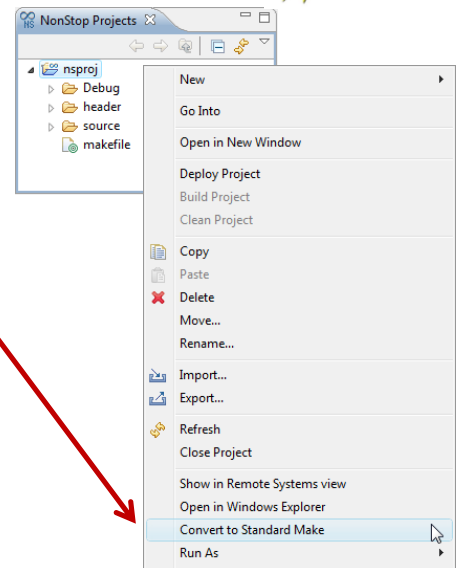 NS NonStop Projects
nsproj
Debug
header
source
makefile
New
Go Into
Open in New Window
Deploy Project
Build Project
Clean Project
Copy
Paste
Delete
Move...
Rename...
Import...
Export...
Refresh
Close Project
Show in Remote Systems view
Open in Windows Explorer
Convert to Standard Make
Run As